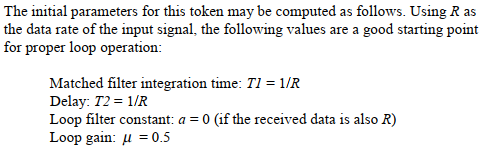 The initial parameters for this token may be computed as follows. Using R as
the data rate of the input signal, the following values are a good starting point
for proper loop operation:
Matched filter integration time: T1 = 1/R
Delay: T2 = 1/R
Loop filter constant: a = 0 (if the received data is also R)
Loop gain: μ = 0.5